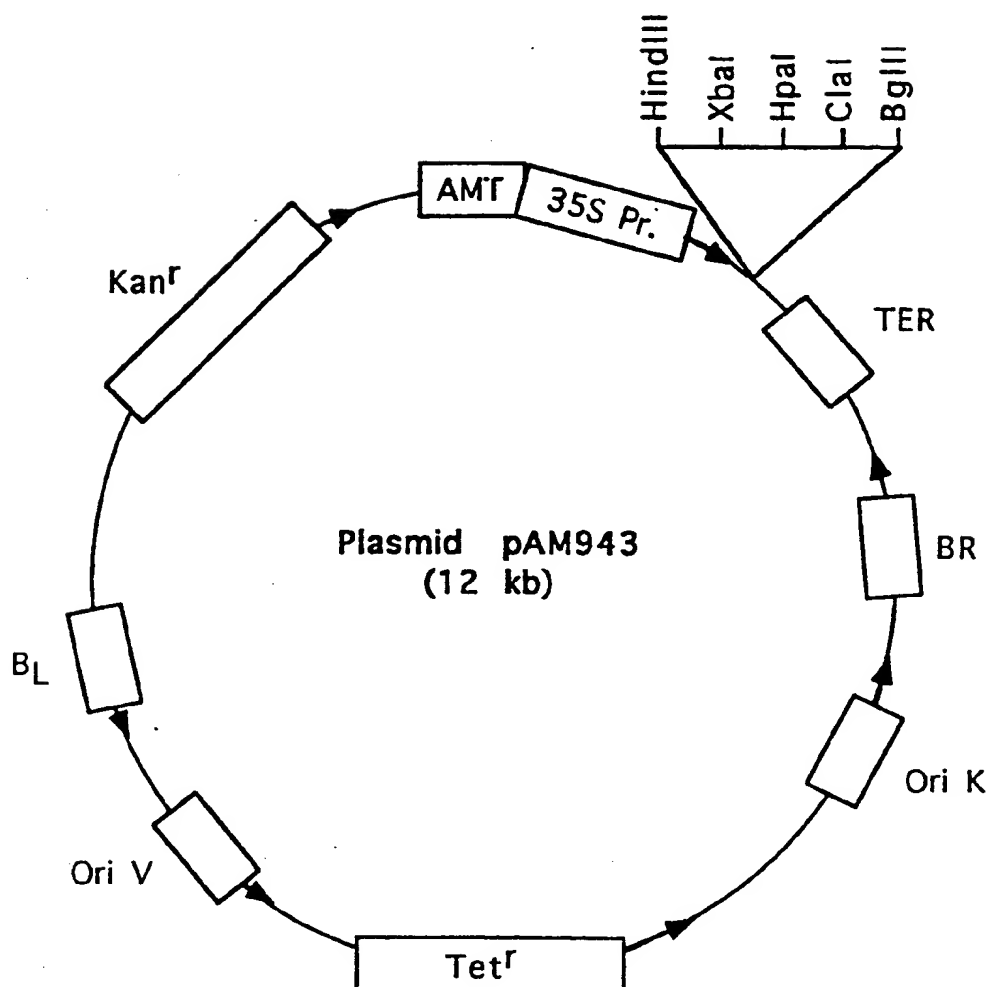 HindIII
XbaI
HpaI
ClaI
BglII
AMT
35S Pr.
Kanr
TER
Plasmid pAM943
(12 kb)
BR
BL
Ori K
Ori V
Tetr